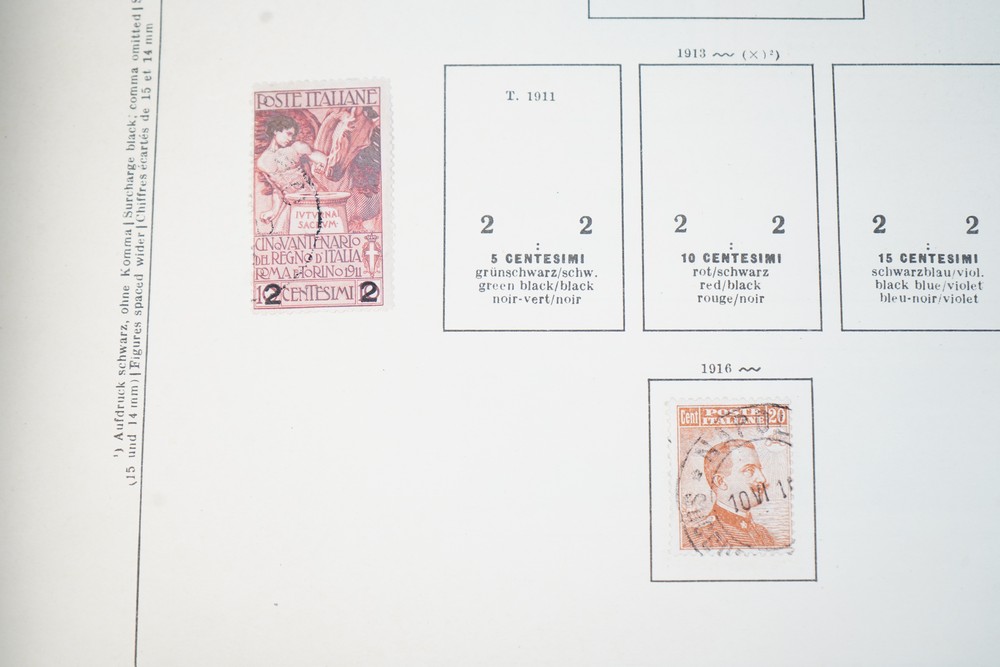 ¹) Aufdruck schwarz, ohne Komma | Surcharge black; comma omitted | S
(15 und 14 mm) | Figures spaced wider | Chiffres écartés de 15 et 14 mm
POSTE ITALIANE
IVTVRNAI
SACRVM
CINQVANTENARIO
DEL REGNO D'ITALIA
ROMA E TORINO 1911
CENTESIMI
2 2
1913 (×)²)
T. 1911
2 2
:
5 CENTESIMI
grünschwarz/schw.
green black/black
noir-vert/noir
2 2
:
10 CENTESIMI
rot/schwarz
red/black
rouge/noir
2 2
:
15 CENTESIMI
schwarzblau/viol.
black blue/violet
bleu-noir/violet
1916
Cent POSTE ITALIANE 20
10 VI 16